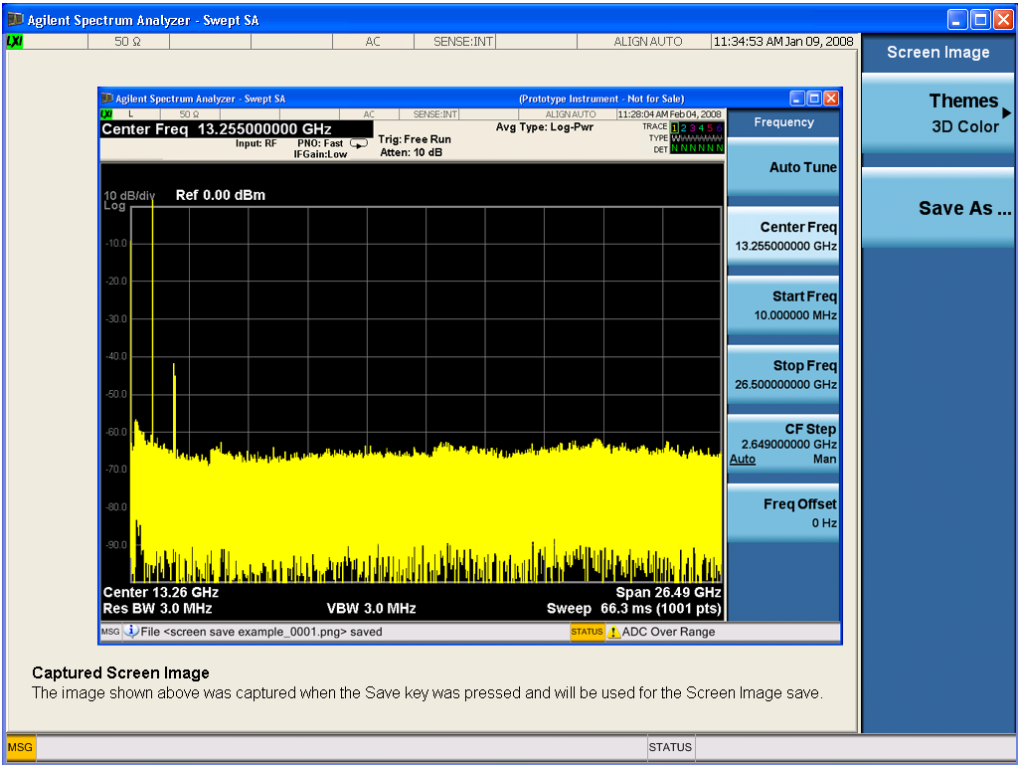 Agilent Spectrum Analyzer - Swept SA
LXI
50 Ω
AC
SENSE:INT
ALIGN AUTO
11:34:53 AM Jan 09, 2008
Screen Image
Themes
3D Color
Save As ...
Agilent Spectrum Analyzer - Swept SA
(Prototype Instrument - Not for Sale)
LXI
L
50 Ω
AC
SENSE:INT
ALIGN AUTO
11:28:04 AM Feb 04, 2008
Center Freq 13.255000000 GHz
Input: RF
PNO: Fast
IFGain:Low
Trig: Free Run
Atten: 10 dB
Avg Type: Log-Pwr
TRACE 1 2 3 4 5 6
TYPE
DET N N N N N N
Frequency
Auto Tune
Center Freq
13.255000000 GHz
Start Freq
10.000000 MHz
Stop Freq
26.500000000 GHz
CF Step
2.649000000 GHz
Auto Man
Freq Offset
0 Hz
10 dB/div
Log
Ref 0.00 dBm
-10.0
-20.0
-30.0
-40.0
-50.0
-60.0
-70.0
-80.0
-90.0
Center 13.26 GHz
Span 26.49 GHz
Res BW 3.0 MHz
VBW 3.0 MHz
Sweep 66.3 ms (1001 pts)
MSG
File <screen save example_0001.png> saved
STATUS
ADC Over Range
Captured Screen Image
The image shown above was captured when the Save key was pressed and will be used for the Screen Image save.
MSG
STATUS